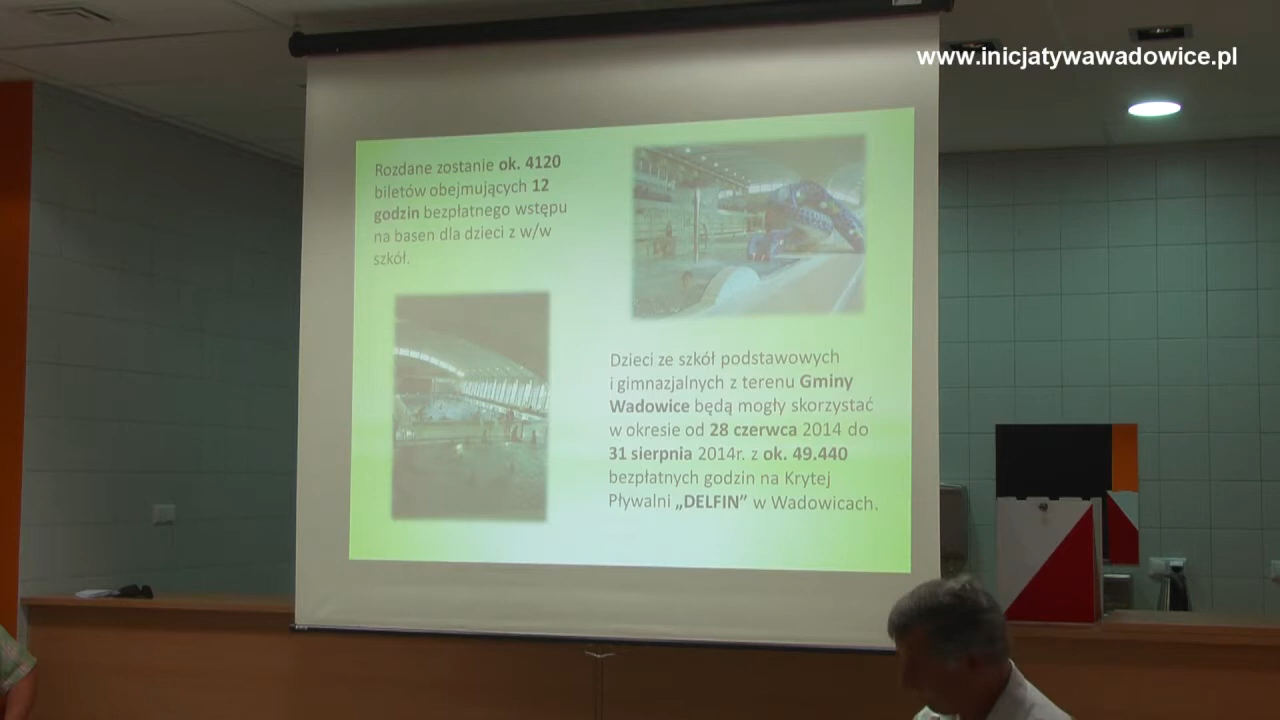 www.inicjatywawadowice.pl
Rozdane zostanie ok. 4120
biletów obejmujących 12
godzin bezpłatnego wstępu
na basen dla dzieci z w/w
szkół.
Dzieci ze szkół podstawowych
i gimnazjalnych z terenu Gminy
Wadowice będą mogły skorzystać
w okresie od 28 czerwca 2014 do
31 sierpnia 2014r. z ok. 49.440
bezpłatnych godzin na Krytej
Pływalni „DELFIN” w Wadowicach.